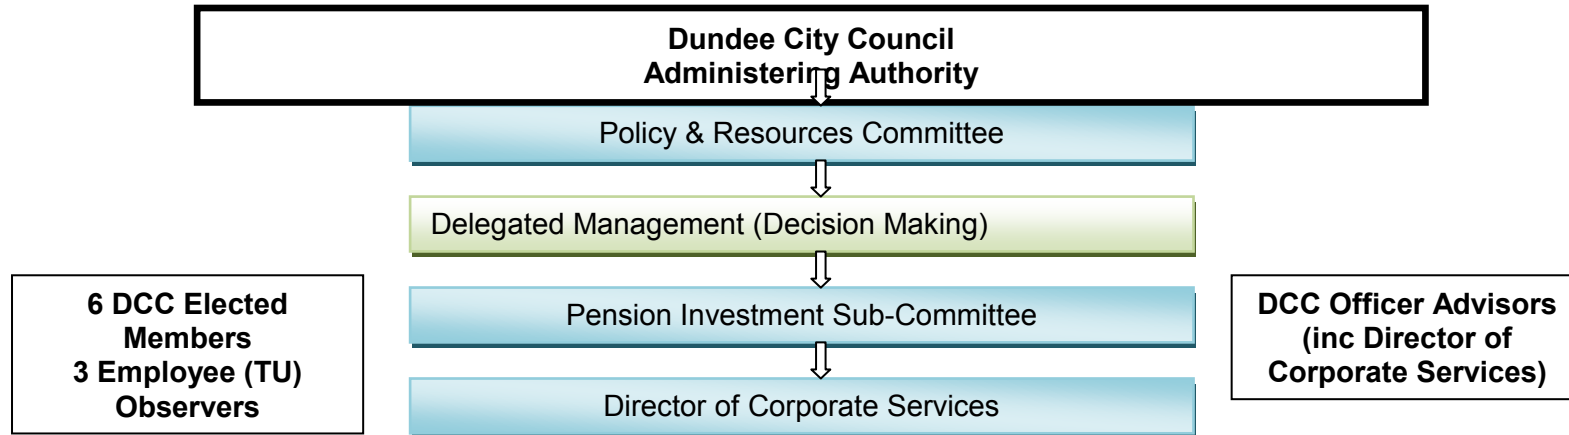 Dundee City Council
Administering Authority
Policy & Resources Committee
Delegated Management (Decision Making)
6 DCC Elected
Members
3 Employee (TU)
Observers
Pension Investment Sub-Committee
DCC Officer Advisors
(inc Director of
Corporate Services)
Director of Corporate Services